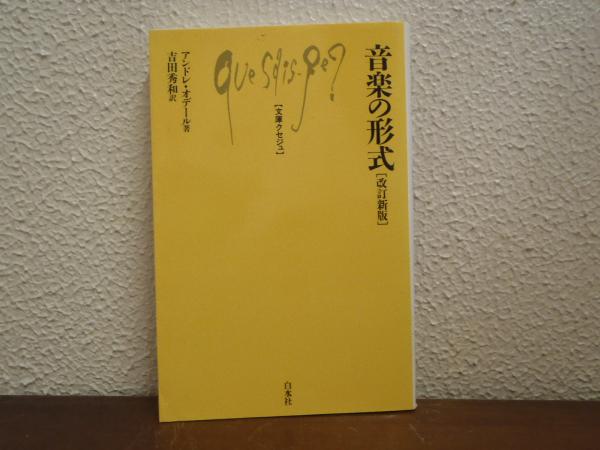 音楽の形式[改訂新版]
que sais-je?
[文庫クセジュ]
アンドレ・オデール著
吉田秀和訳
白水社